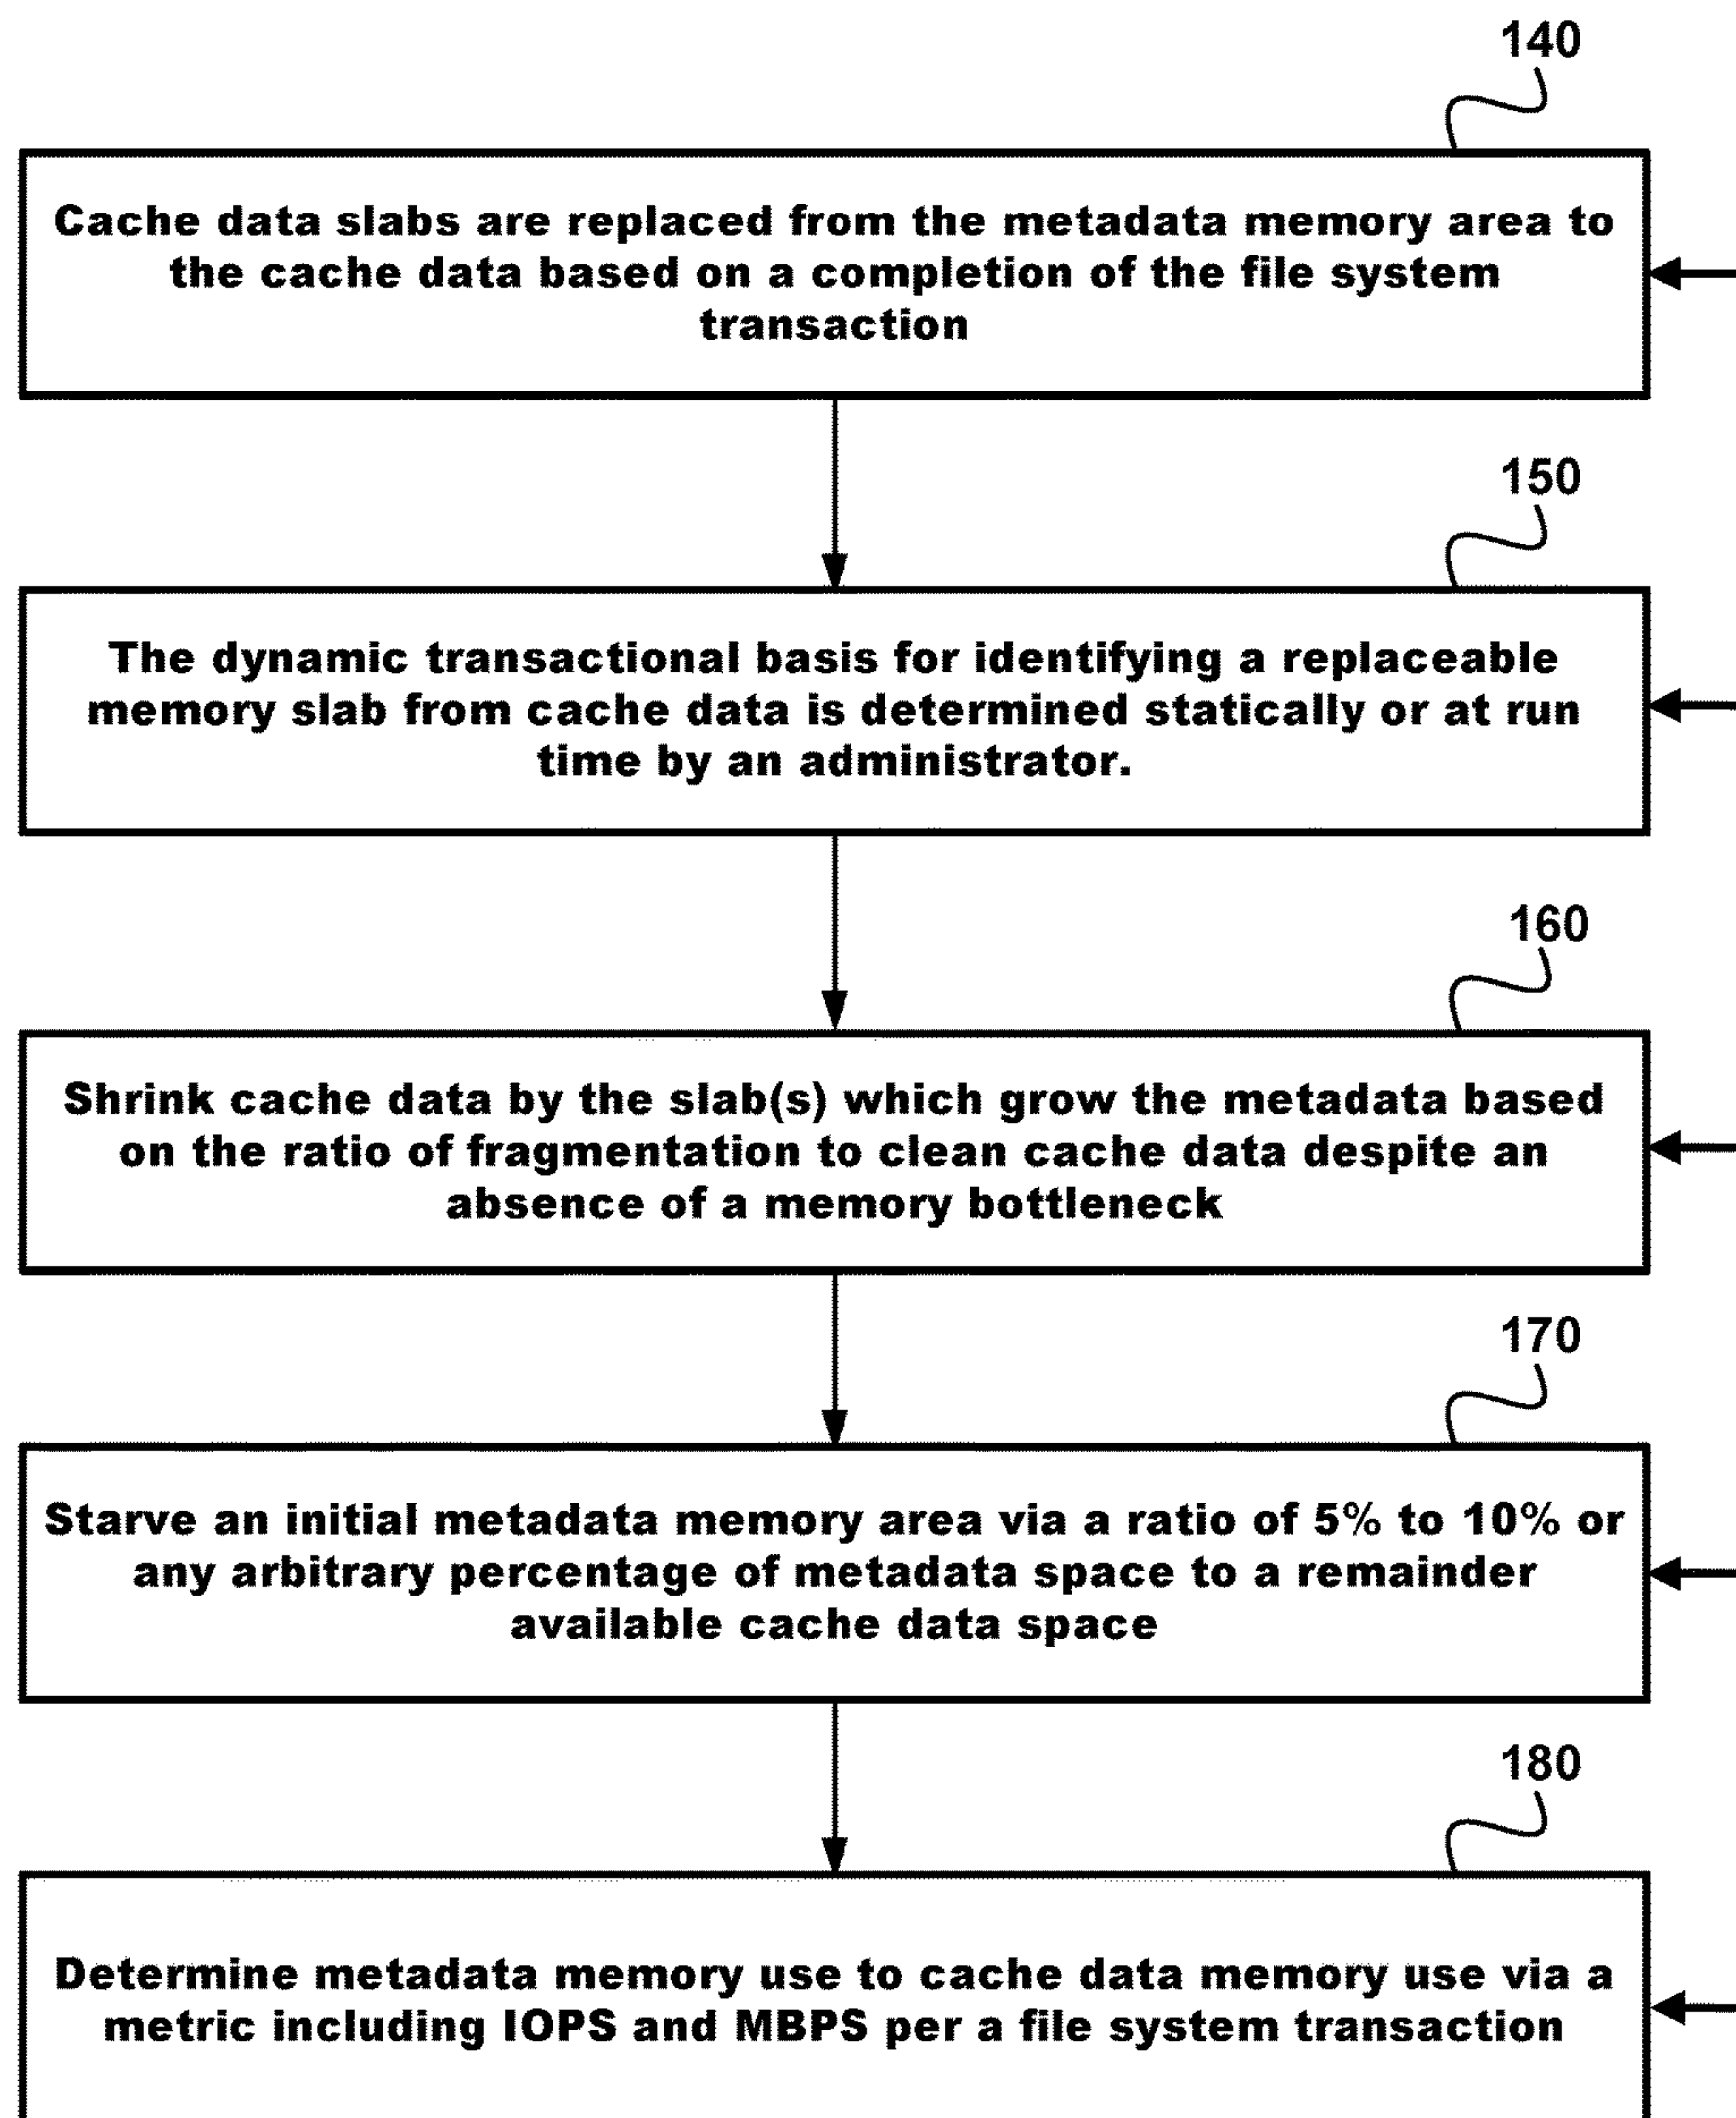 140
Cache data slabs are replaced from the metadata memory area to
the cache data based on a completion of the file system
transaction
150
The dynamic transactional basis for identifying a replaceable
memory slab from cache data is determined statically or at run
time by an administrator.
160
Shrink cache data by the slab(s) which grow the metadata based
on the ratio of fragmentation to clean cache data despite an
absence of a memory bottleneck
170
Starve an initial metadata memory area via a ratio of 5% to 10% or
any arbitrary percentage of metadata space to a remainder
available cache data space
180
Determine metadata memory use to cache data memory use via a
metric including IOPS and MBPS per a file system transaction